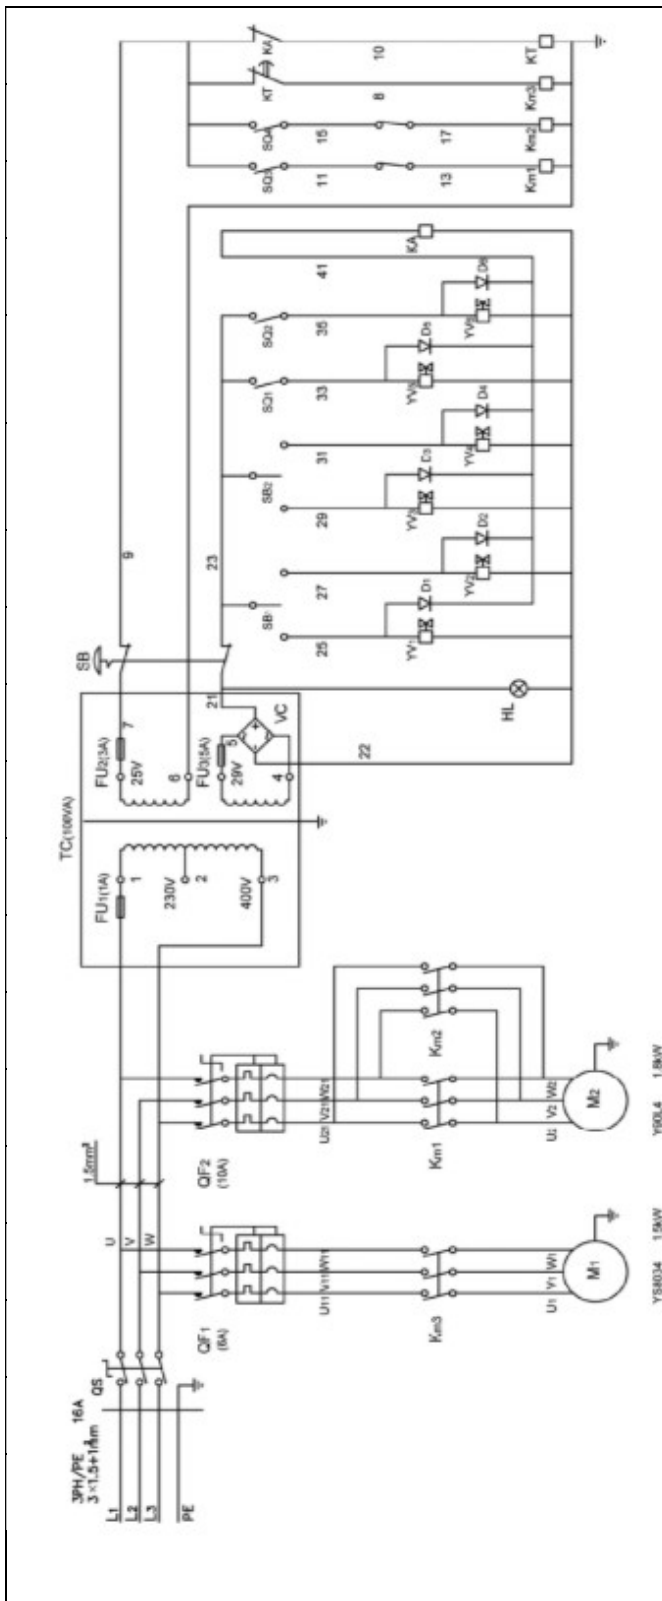 3PH/PE 16A
3×1.5+1mm²
L1
L2
L3
PE
QS
U
V
W
1.5mm²
QF1
(6A)
QF2
(10A)
U11 V11 W11
U21 V21 W21
Km3
Km1
Km2
U1 Y1 W1
U2 V2 W2
M1
M2
YS8034 1.5kW
Y90L4 1.8kW
TC(100VA)
FU1(1A)
1
230V
2
400V
3
FU2(3A)
7
25V
6
FU3(5A)
5
29V
4
VC
21
22
SB
HL
9
23
25
27
29
31
33
35
41
SB1
SB2
SQ1
SQ2
YV1
YV2
YV3
YV4
YV5
D1
D2
D3
D4
D5
D6
KA
SQ3
SQ4
KT
KA
11
13
15
17
8
10
Km1
Km2
Km3
KT